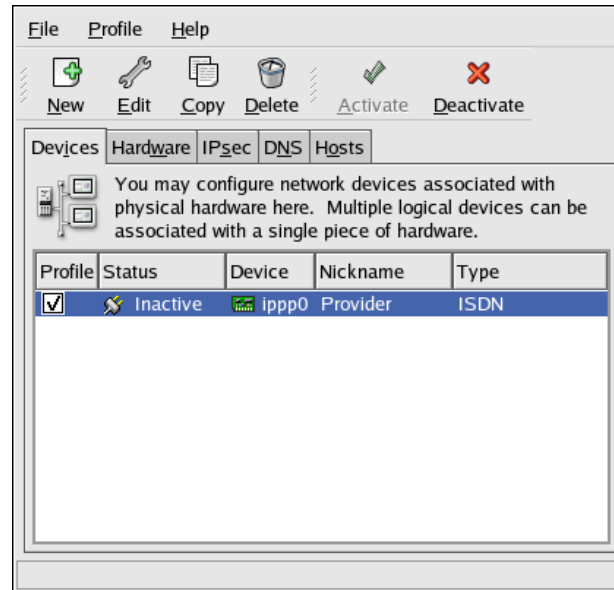 File Profile Help
New Edit Copy Delete Activate Deactivate
Devices Hardware IPsec DNS Hosts
You may configure network devices associated with
physical hardware here. Multiple logical devices can be
associated with a single piece of hardware.
Profile Status Device Nickname Type
Inactive ippp0 Provider ISDN